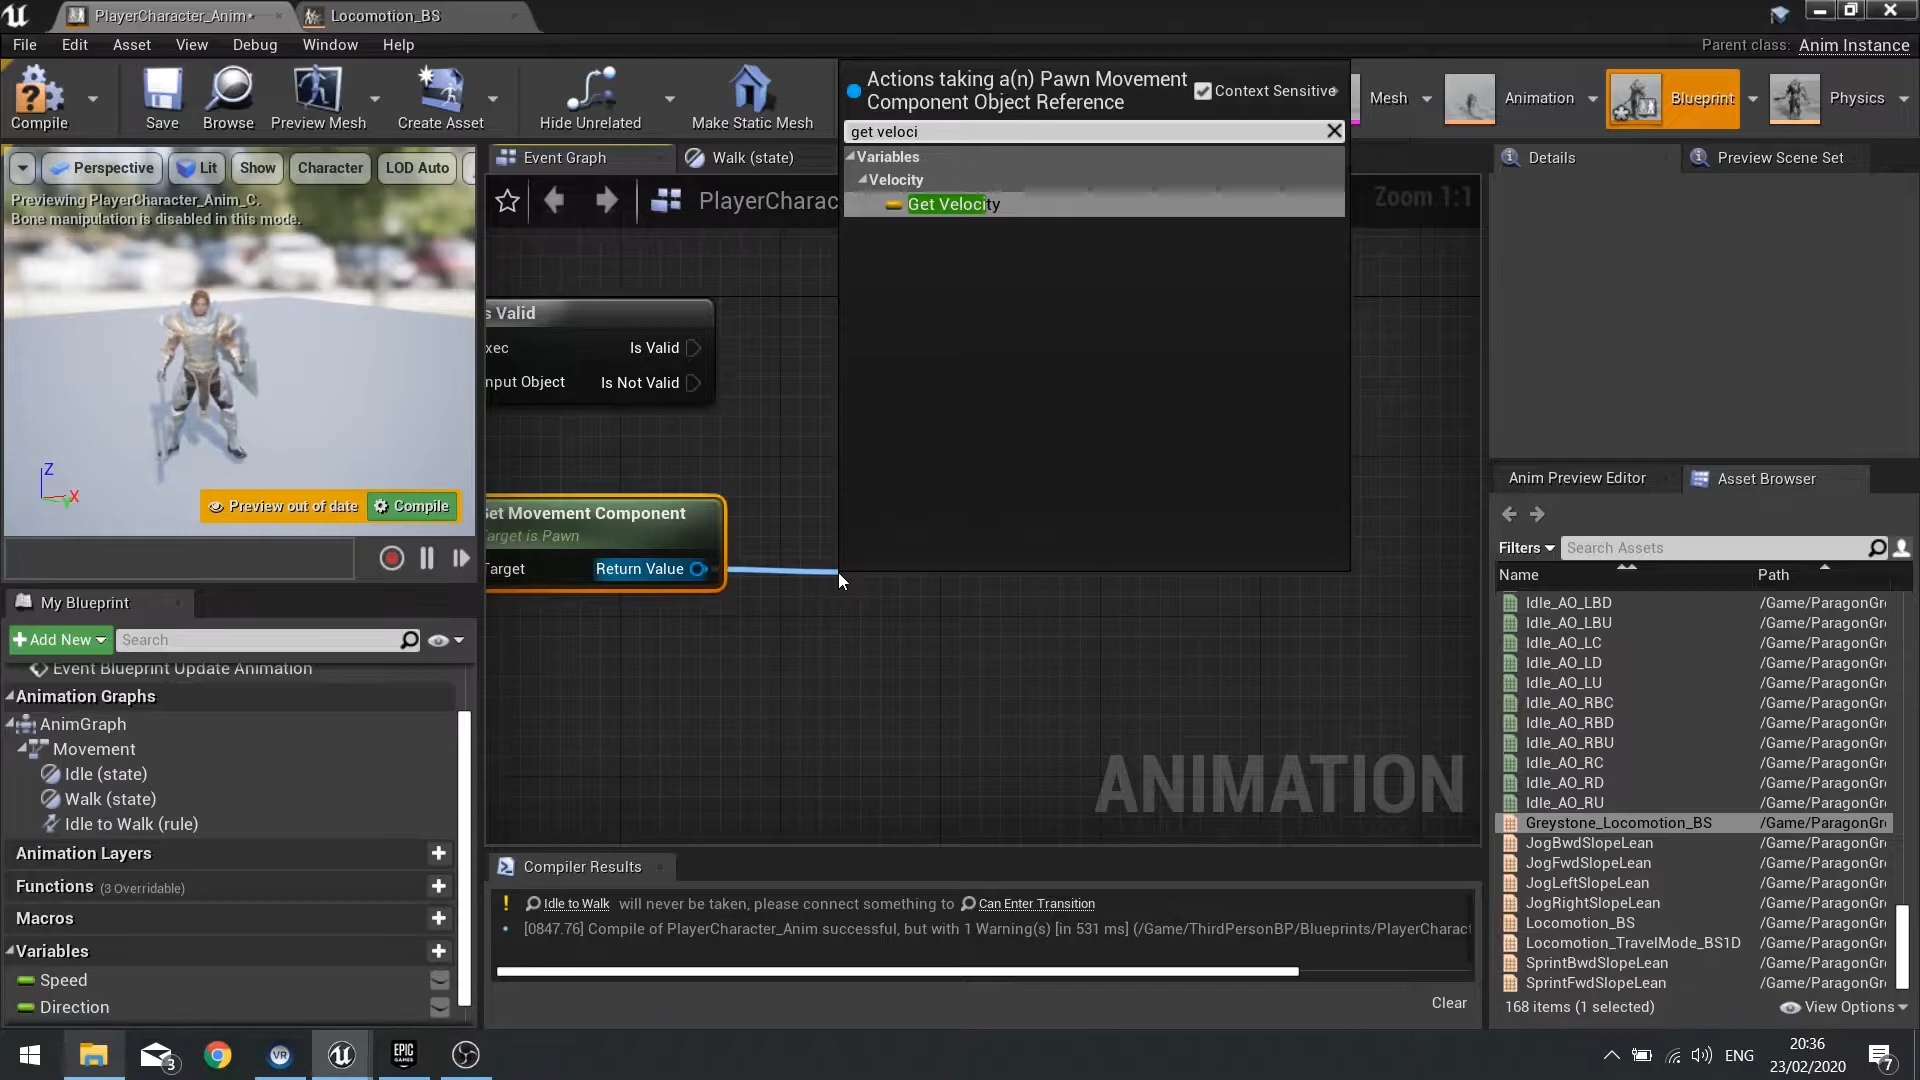 PlayerCharacter_Anim*
Locomotion_BS
File
Edit
Asset
View
Debug
Window
Help
Parent class: Anim Instance
Compile
Save
Browse
Preview Mesh
Create Asset
Hide Unrelated
Make Static Mesh
Mesh
Animation
Blueprint
Physics
Actions taking a(n) Pawn Movement
Component Object Reference
Context Sensitive
get veloci
Variables
Velocity
Get Velocity
Perspective
Lit
Show
Character
LOD Auto
Previewing PlayerCharacter_Anim_C.
Bone manipulation is disabled in this mode.
Z
X
Preview out of date
Compile
Event Graph
Walk (state)
PlayerCharac
Zoom 1:1
s Valid
xec
Is Valid
nput Object
Is Not Valid
Get Movement Component
Target is Pawn
Target
Return Value
ANIMATION
Details
Preview Scene Set
Anim Preview Editor
Asset Browser
Filters
Search Assets
Name
Path
Idle_AO_LBD /Game/ParagonGr
Idle_AO_LBU /Game/ParagonGr
Idle_AO_LC /Game/ParagonGr
Idle_AO_LD /Game/ParagonGr
Idle_AO_LU /Game/ParagonGr
Idle_AO_RBC /Game/ParagonGr
Idle_AO_RBD /Game/ParagonGr
Idle_AO_RBU /Game/ParagonGr
Idle_AO_RC /Game/ParagonGr
Idle_AO_RD /Game/ParagonGr
Idle_AO_RU /Game/ParagonGr
Greystone_Locomotion_BS /Game/ParagonGr
JogBwdSlopeLean /Game/ParagonGr
JogFwdSlopeLean /Game/ParagonGr
JogLeftSlopeLean /Game/ParagonGr
JogRightSlopeLean /Game/ParagonGr
Locomotion_BS /Game/ParagonGr
Locomotion_TravelMode_BS1D /Game/ParagonGr
SprintBwdSlopeLean /Game/ParagonGr
SprintFwdSlopeLean /Game/ParagonGr
168 items (1 selected)
View Options
My Blueprint
Add New
Search
Event Blueprint Update Animation
Animation Graphs
AnimGraph
Movement
Idle (state)
Walk (state)
Idle to Walk (rule)
Animation Layers
Functions (3 Overridable)
Macros
Variables
Speed
Direction
Compiler Results
Idle to Walk will never be taken, please connect something to Can Enter Transition
[0847.76] Compile of PlayerCharacter_Anim successful, but with 1 Warning(s) [in 531 ms] (/Game/ThirdPersonBP/Blueprints/PlayerCharact
Clear
3
VR
EPIC
GAMES
ENG
20:36
23/02/2020
7